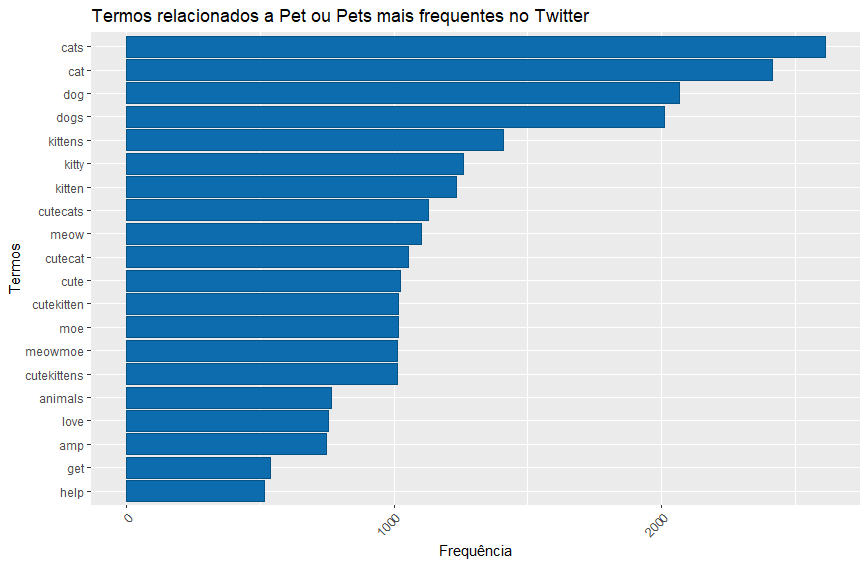 Termos relacionados a Pet ou Pets mais frequentes no Twitter
Termos
cats
cat
dog
dogs
kittens
kitty
kitten
cutecats
meow
cutecat
cute
cutekitten
moe
meowmoe
cutekittens
animals
love
amp
get
help
0
1000
2000
Frequência